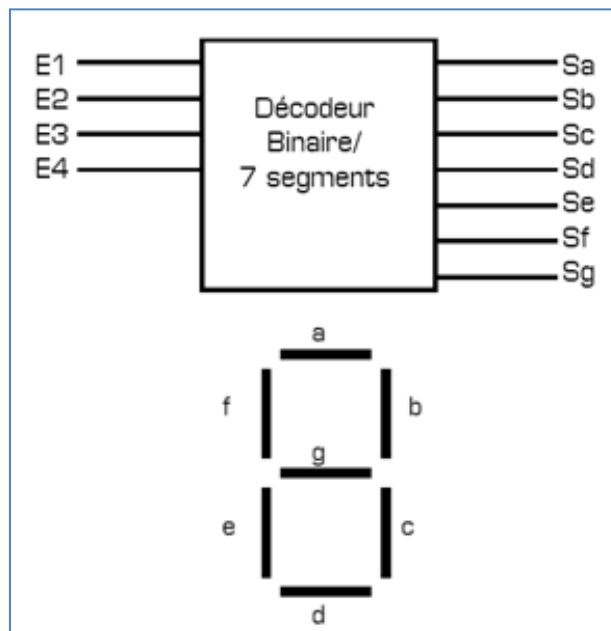 E1
E2
E3
E4
Décodeur
Binaire/
7 segments
Sa
Sb
Sc
Sd
Se
Sf
Sg
a
f
b
g
e
c
d